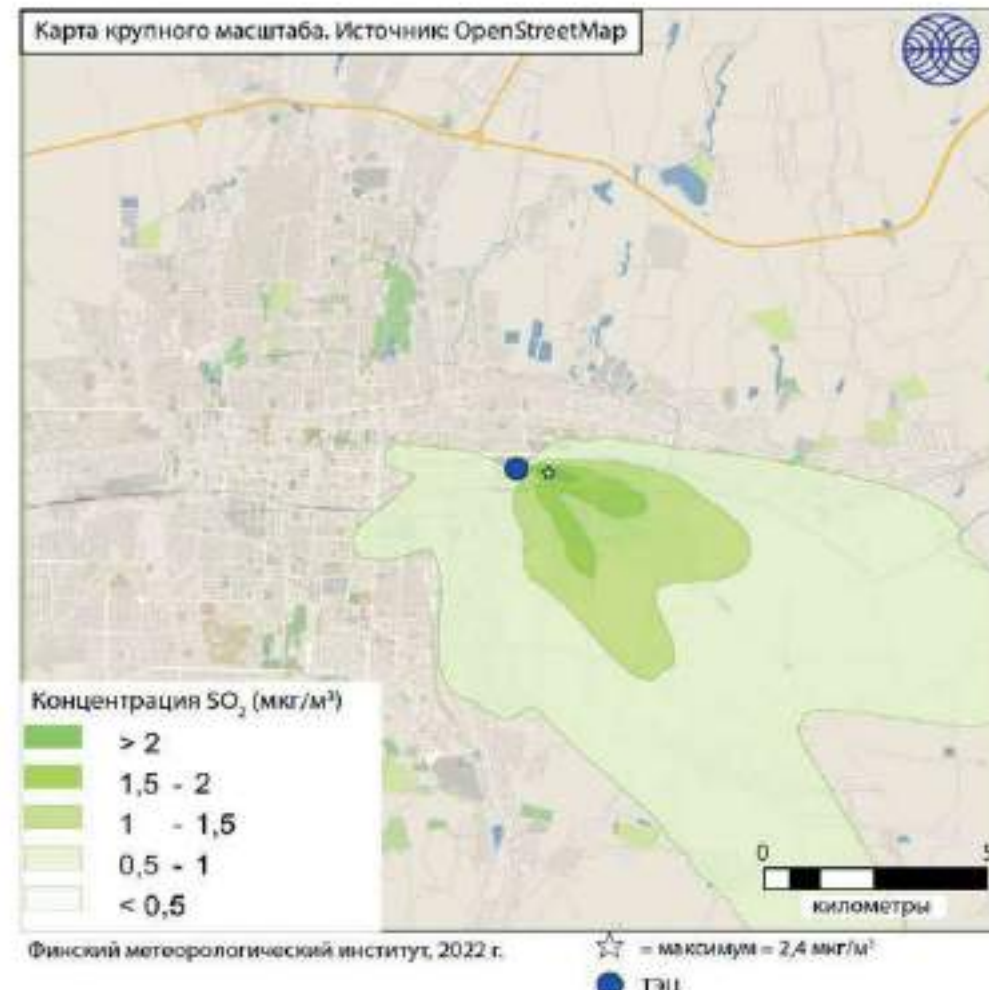 Карта крупного масштаба. Источник: OpenStreetMap
Концентрация SO₂ (мкг/м³)
> 2
1,5 - 2
1 - 1,5
0,5 - 1
< 0,5
0 5
километры
Финский метеорологический институт, 2022 г.
☆ = максимум = 2,4 мкг/м³
ТЭЦ